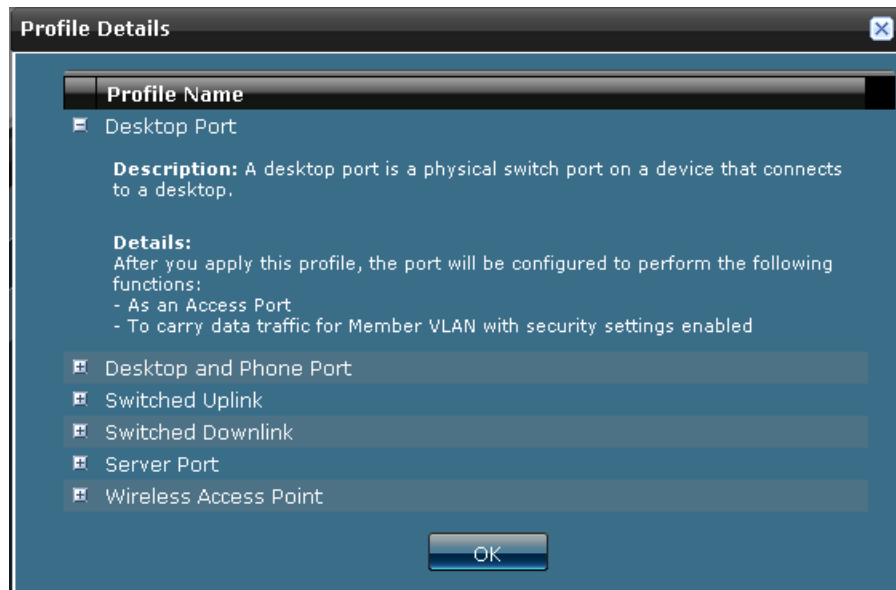 Profile Details
Profile Name
Desktop Port
Description: A desktop port is a physical switch port on a device that connects
to a desktop.
Details:
After you apply this profile, the port will be configured to perform the following
functions:
- As an Access Port
- To carry data traffic for Member VLAN with security settings enabled
Desktop and Phone Port
Switched Uplink
Switched Downlink
Server Port
Wireless Access Point
OK